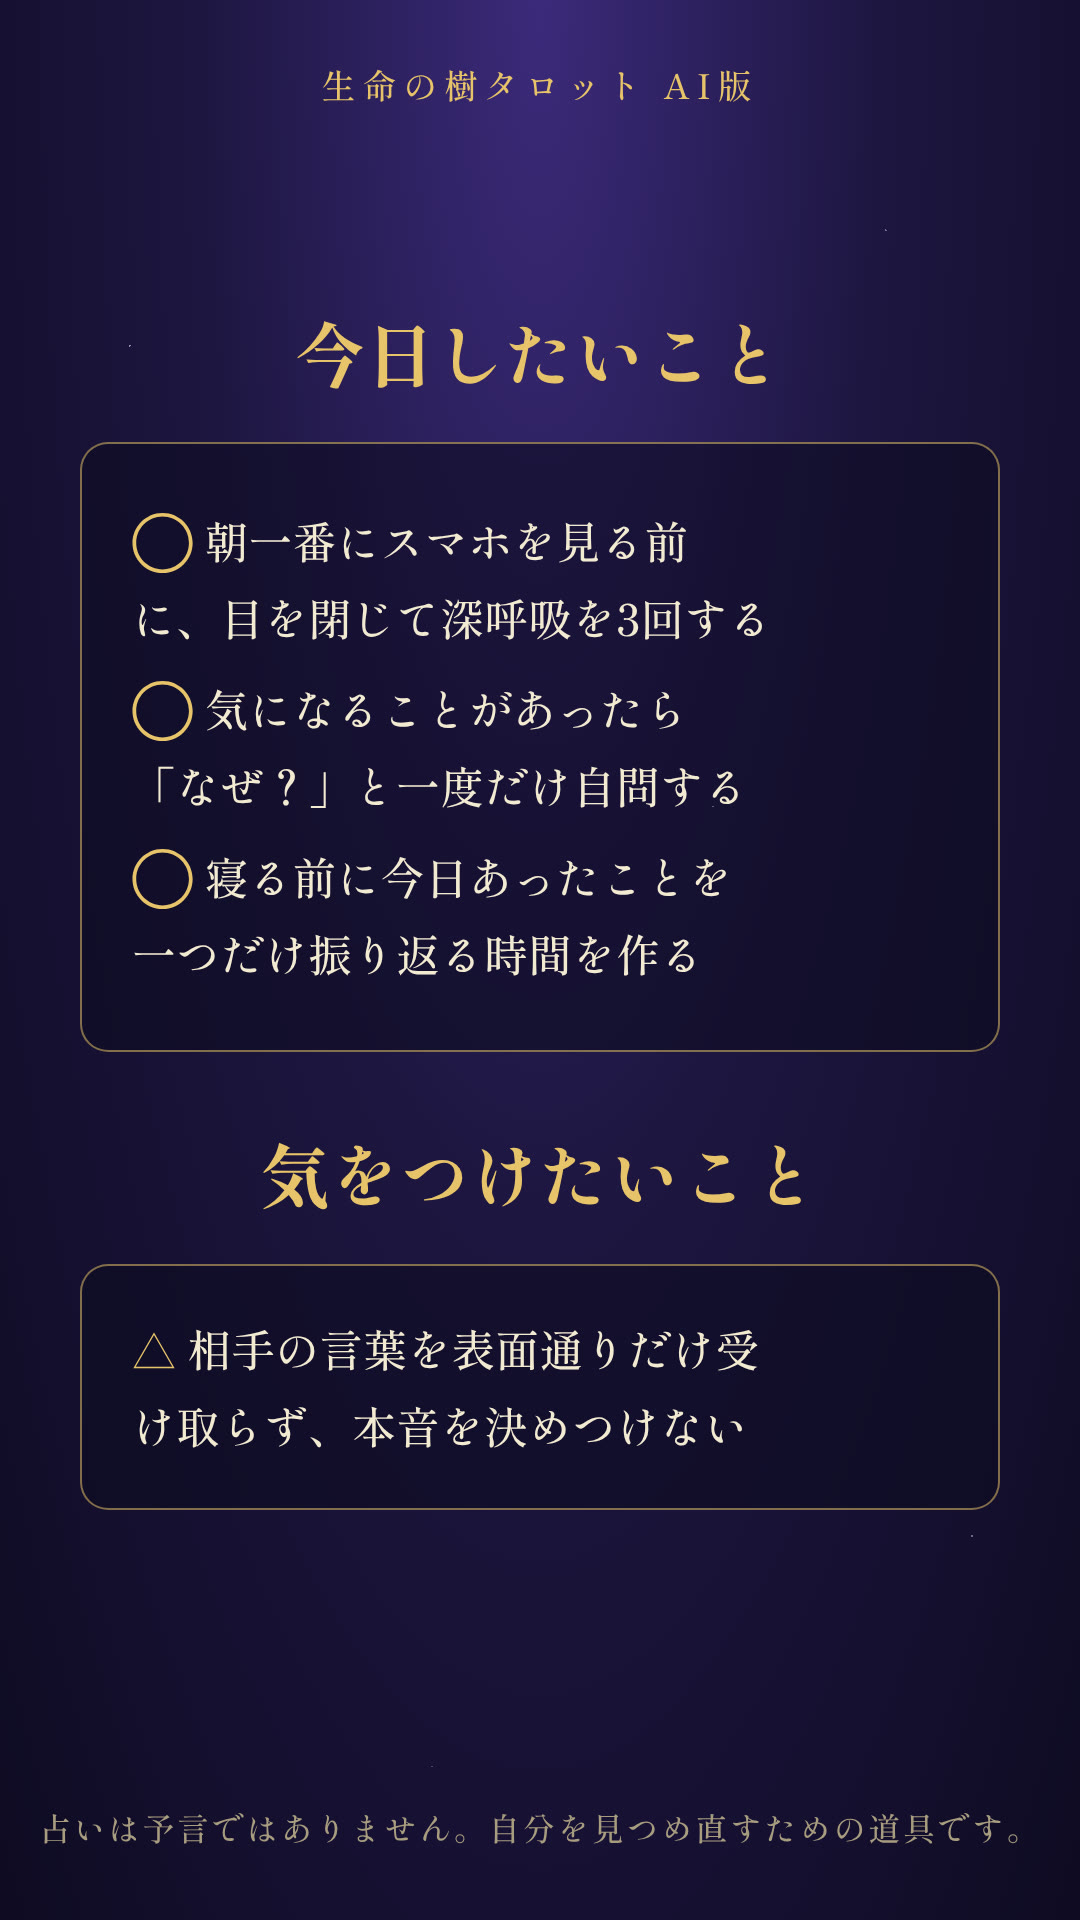 生命の樹タロット AI版
今日したいこと
◯ 朝一番にスマホを見る前
に、目を閉じて深呼吸を3回する
◯ 気になることがあったら
「なぜ？」と一度だけ自問する
◯ 寝る前に今日あったことを
一つだけ振り返る時間を作る
気をつけたいこと
△ 相手の言葉を表面通りだけ受
け取らず、本音を決めつけない
占いは予言ではありません。自分を見つめ直すための道具です。